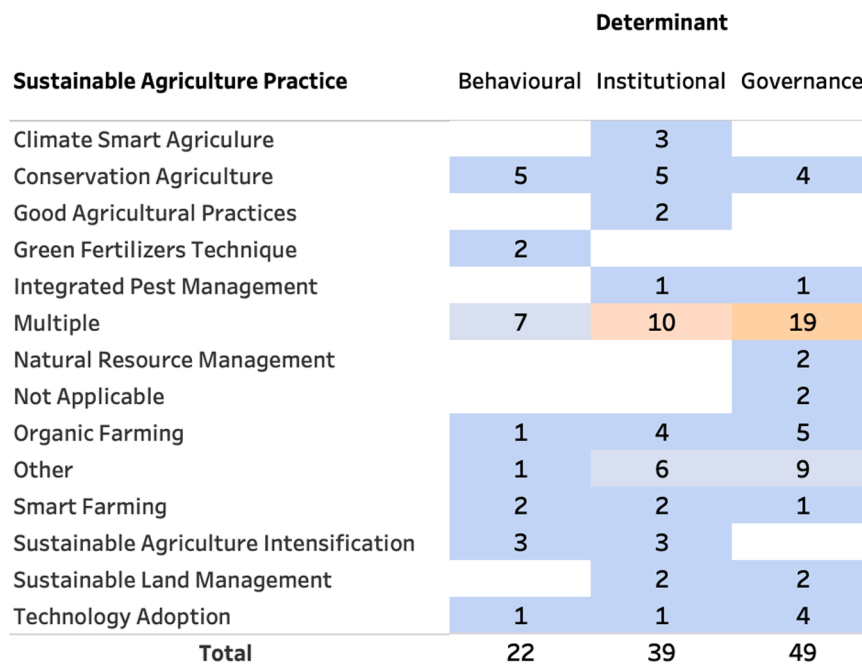 Determinant
Sustainable Agriculture Practice Behavioural Institutional Governance
Climate Smart Agriculure 3
Conservation Agriculture 5 5 4
Good Agricultural Practices 2
Green Fertilizers Technique 2
Integrated Pest Management 1 1
Multiple 7 10 19
Natural Resource Management 2
Not Applicable 2
Organic Farming 1 4 5
Other 1 6 9
Smart Farming 2 2 1
Sustainable Agriculture Intensification 3 3
Sustainable Land Management 2 2
Technology Adoption 1 1 4
Total 22 39 49